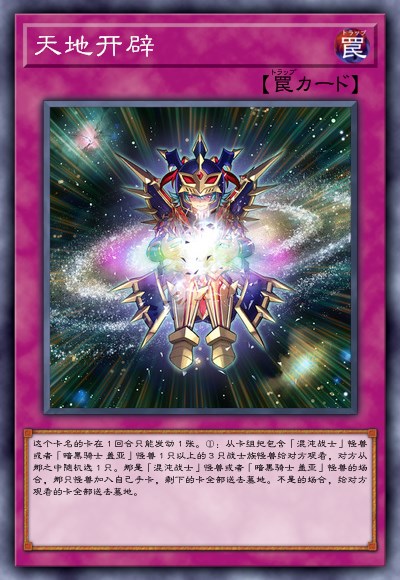 天地开辟
トラップ
罠
トラップ
【罠カード】
这个卡名的卡在1回合只能发动1张。①：从卡组把包含「混沌战士」怪兽
或者「暗黑骑士 盖亚」怪兽1只以上的3只战士族怪兽给对方观看，对方从
那之中随机选1只。那是「混沌战士」怪兽或者「暗黑骑士 盖亚」怪兽的场
合，那只怪兽加入自己手卡，剩下的卡全部送去墓地。不是的场合，给对方
观看的卡全部送去墓地。